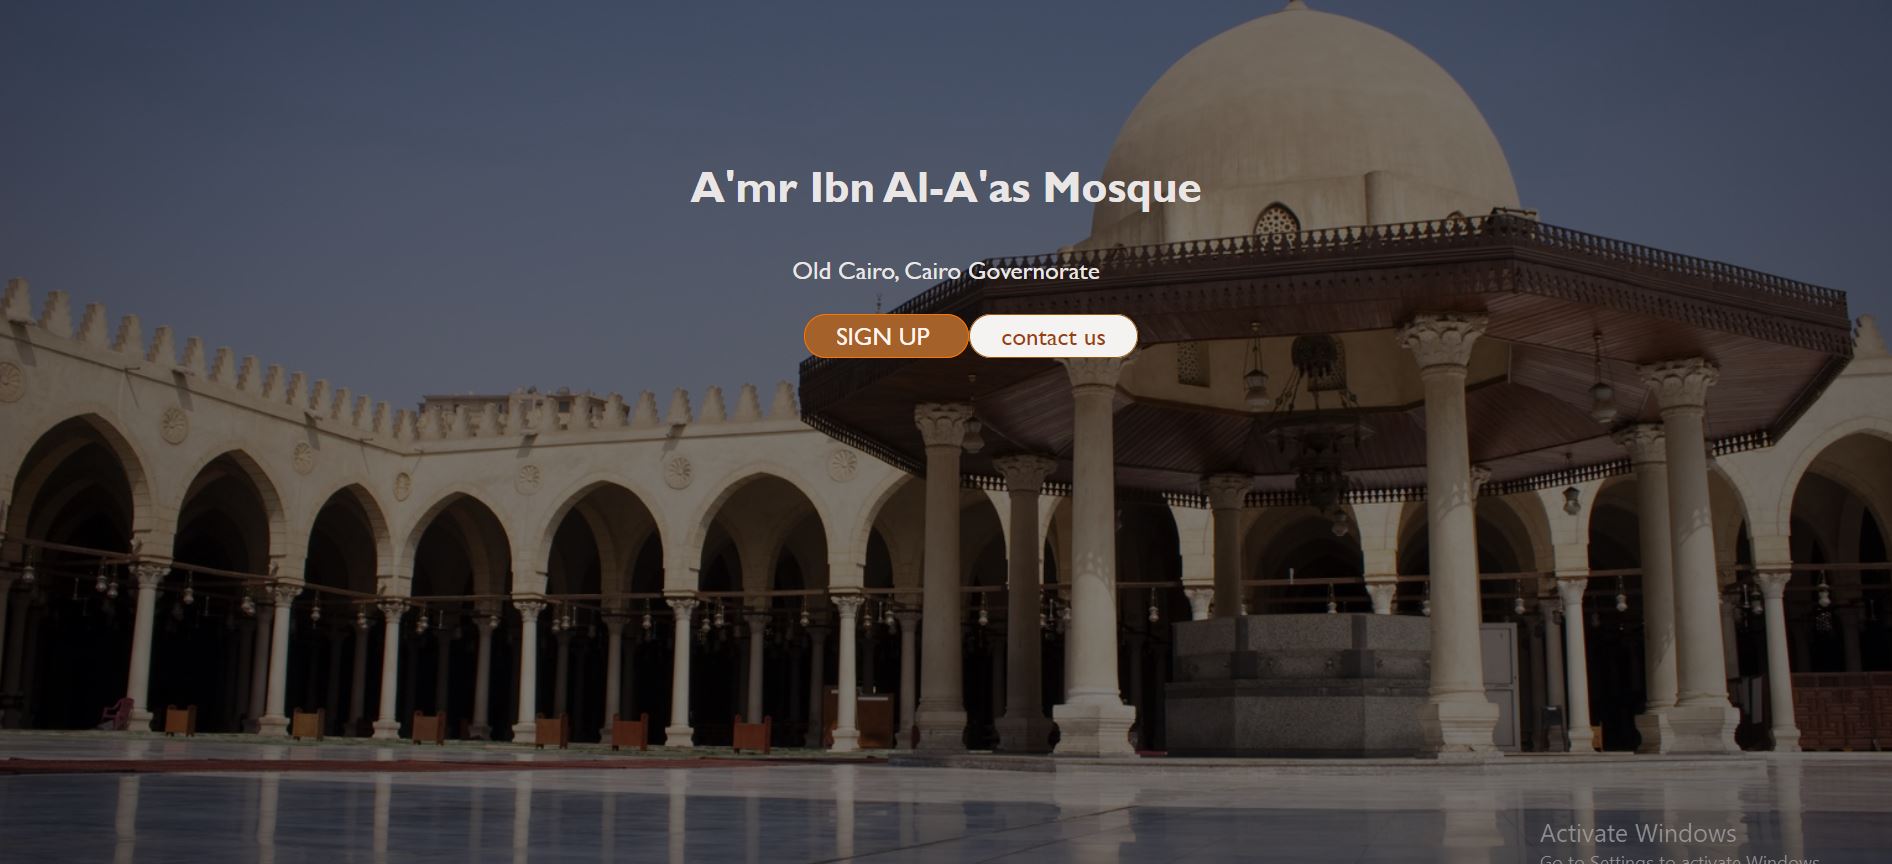 A'mr Ibn Al-A'as Mosque
Old Cairo, Cairo Governorate
SIGN UP
contact us
Activate Windows
Go to Settings to activate Windows.